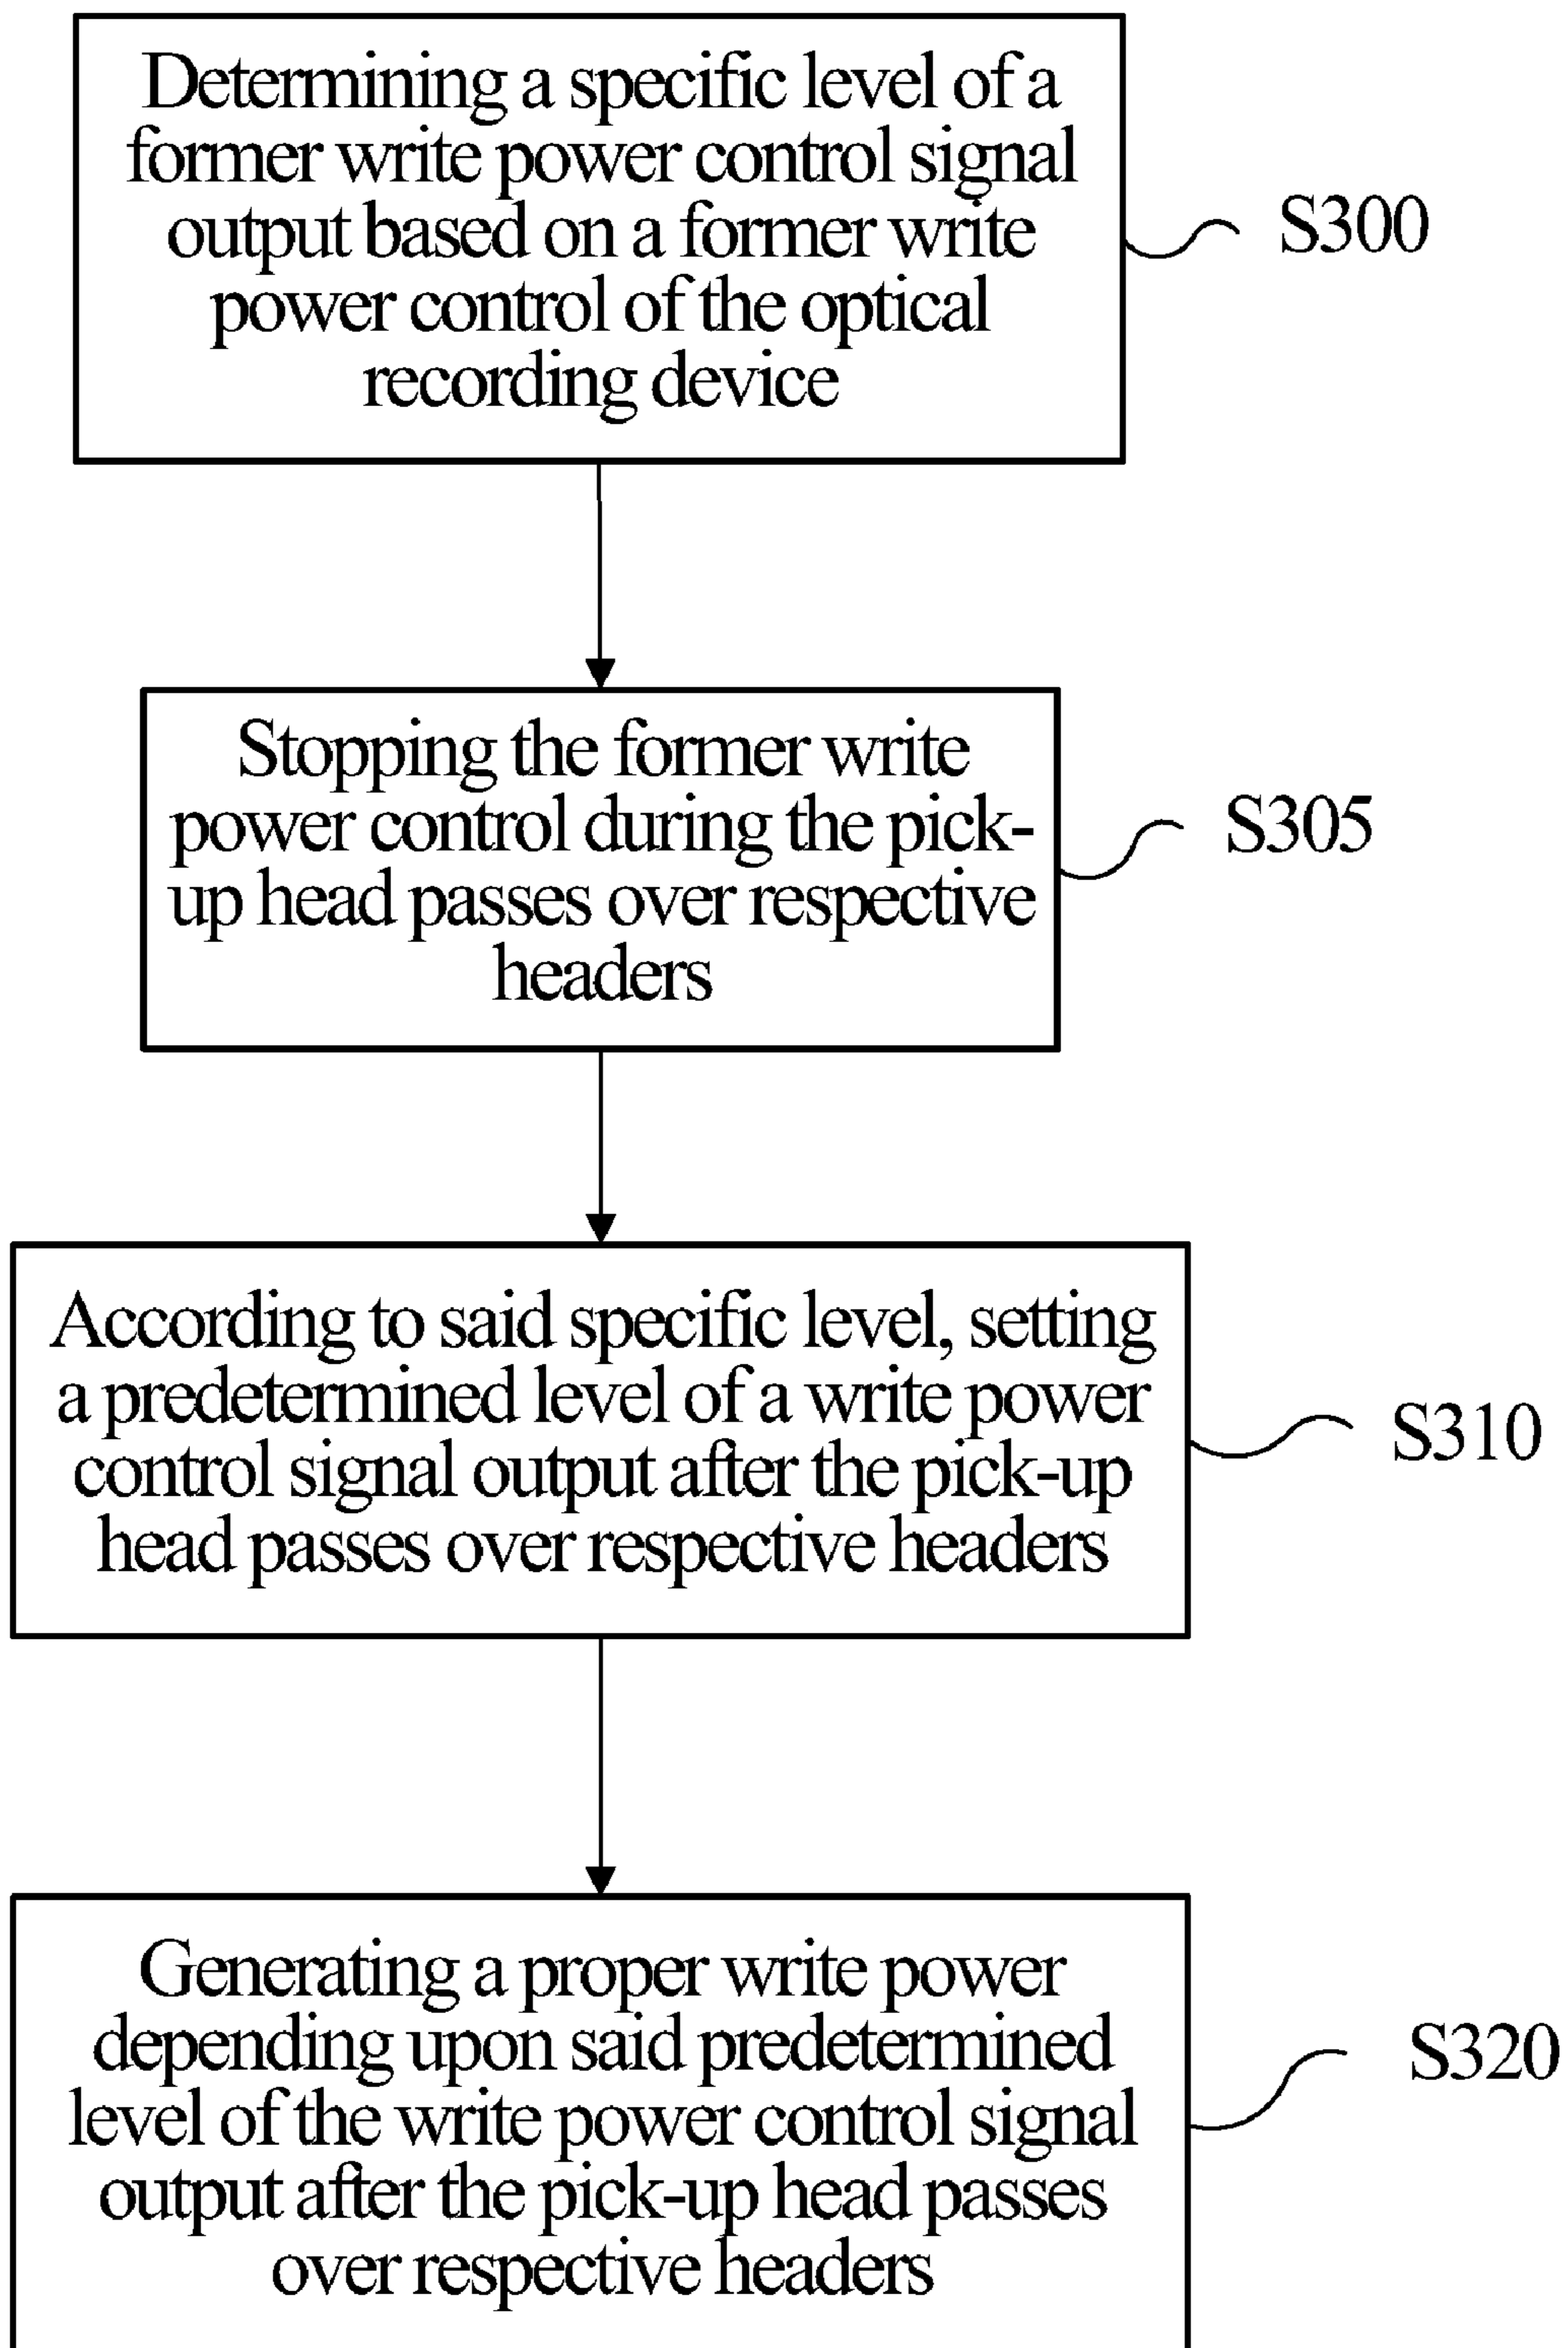 Determining a specific level of a
former write power control signal
output based on a former write
power control of the optical
recording device
S300
Stopping the former write
power control during the pick-
up head passes over respective
headers
S305
According to said specific level, setting
a predetermined level of a write power
control signal output after the pick-up
head passes over respective headers
S310
Generating a proper write power
depending upon said predetermined
level of the write power control signal
output after the pick-up head passes
over respective headers
S320